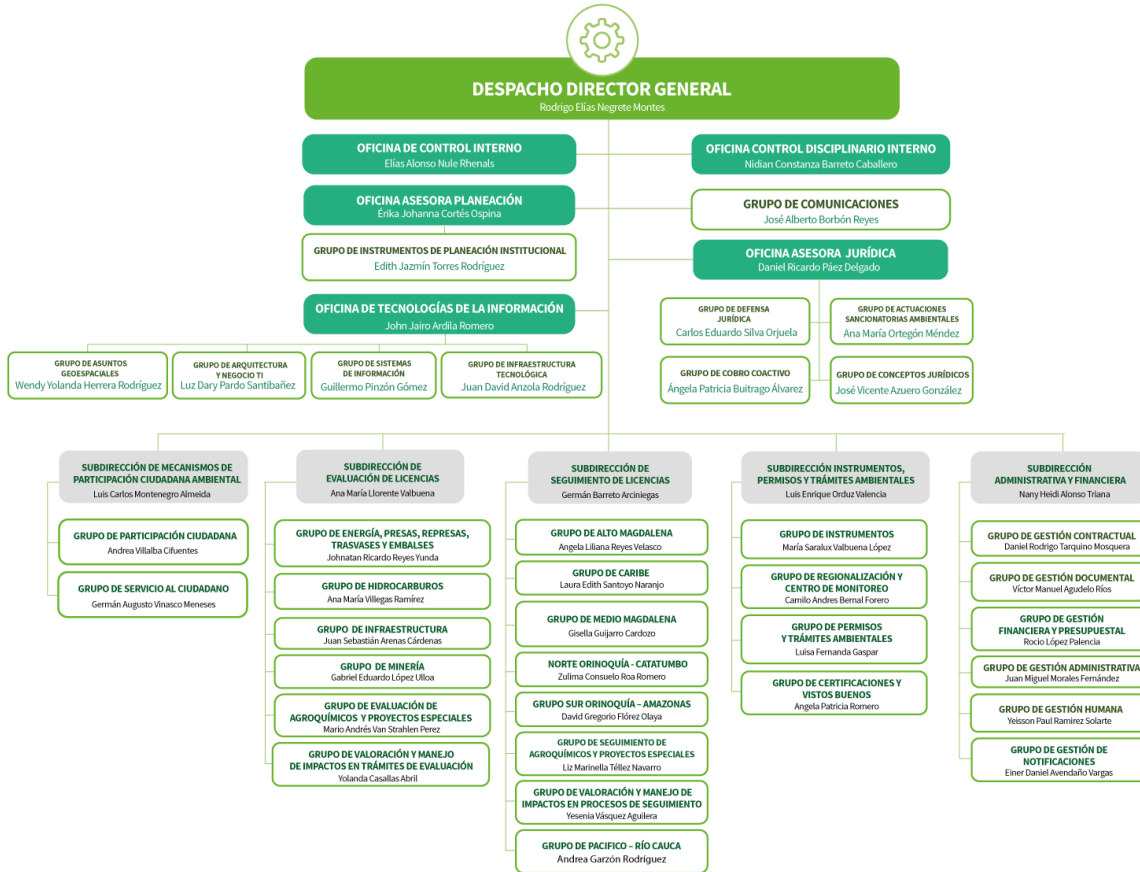 DESPACHO DIRECTOR GENERAL
Rodrigo Elías Negrete Montes
OFICINA DE CONTROL INTERNO
Elías Alonso Nule Rhenals
OFICINA CONTROL DISCIPLINARIO INTERNO
Nidian Constanza Barreto Caballero
OFICINA ASESORA PLANEACIÓN
Érika Johanna Cortés Ospina
GRUPO DE COMUNICACIONES
José Alberto Borbón Reyes
GRUPO DE INSTRUMENTOS DE PLANEACIÓN INSTITUCIONAL
Edith Jazmín Torres Rodríguez
OFICINA ASESORA JURÍDICA
Daniel Ricardo Páez Delgado
OFICINA DE TECNOLOGÍAS DE LA INFORMACIÓN
John Jairo Ardila Romero
GRUPO DE DEFENSA
JURÍDICA
Carlos Eduardo Silva Orjuela
GRUPO DE ACTUACIONES
SANCIONATORIAS AMBIENTALES
Ana María Ortegón Méndez
GRUPO DE ASUNTOS
GEOESPACIALES
Wendy Yolanda Herrera Rodríguez
GRUPO DE ARQUITECTURA
Y NEGOCIO TI
Luz Dary Pardo Santibañez
GRUPO DE SISTEMAS
DE INFORMACIÓN
Guillermo Pinzón Gómez
GRUPO DE INFRAESTRUCTURA
TECNOLÓGICA
Juan David Anzola Rodríguez
GRUPO DE COBRO COACTIVO
Ángela Patricia Buitrago Álvarez
GRUPO DE CONCEPTOS JURÍDICOS
José Vicente Azuero González
SUBDIRECCIÓN DE MECANISMOS DE
PARTICIPACIÓN CIUDADANA AMBIENTAL
Luis Carlos Montenegro Almeida
GRUPO DE PARTICIPACIÓN CIUDADANA
Andrea Villalba Cifuentes
GRUPO DE SERVICIO AL CIUDADANO
Germán Augusto Vinasco Meneses
SUBDIRECCIÓN DE
EVALUACIÓN DE LICENCIAS
Ana María Llorente Valbuena
GRUPO DE ENERGÍA, PRESAS, REPRESAS,
TRASVASES Y EMBALSES
Johnatan Ricardo Reyes Yunda
GRUPO DE HIDROCARBUROS
Ana María Villegas Ramírez
GRUPO DE INFRAESTRUCTURA
Juan Sebastián Arenas Cárdenas
GRUPO DE MINERÍA
Gabriel Eduardo López Ulloa
GRUPO DE EVALUACIÓN DE
AGROQUÍMICOS Y PROYECTOS ESPECIALES
Mario Andrés Van Strahlen Perez
GRUPO DE VALORACIÓN Y MANEJO
DE IMPACTOS EN TRÁMITES DE EVALUACIÓN
Yolanda Casallas Abril
SUBDIRECCIÓN DE
SEGUIMIENTO DE LICENCIAS
Germán Barreto Arciniegas
GRUPO DE ALTO MAGDALENA
Angela Liliana Reyes Velasco
GRUPO DE CARIBE
Laura Edith Santoyo Naranjo
GRUPO DE MEDIO MAGDALENA
Gisella Guijarro Cardozo
NORTE ORINOQUÍA - CATATUMBO
Zulima Consuelo Roa Romero
GRUPO SUR ORINOQUÍA – AMAZONAS
David Gregorio Flórez Olaya
GRUPO DE SEGUIMIENTO DE
AGROQUÍMICOS Y PROYECTOS ESPECIALES
Liz Marinella Téllez Navarro
GRUPO DE VALORACIÓN Y MANEJO DE
IMPACTOS EN PROCESOS DE SEGUIMIENTO
Yesenia Vásquez Aguilera
GRUPO DE PACIFICO – RÍO CAUCA
Andrea Garzón Rodríguez
SUBDIRECCIÓN INSTRUMENTOS,
PERMISOS Y TRÁMITES AMBIENTALES
Luis Enrique Orduz Valencia
GRUPO DE INSTRUMENTOS
María Saralux Valbuena López
GRUPO DE REGIONALIZACIÓN Y
CENTRO DE MONITOREO
Camilo Andres Bernal Forero
GRUPO DE PERMISOS
Y TRÁMITES AMBIENTALES
Luisa Fernanda Gaspar
GRUPO DE CERTIFICACIONES Y
VISTOS BUENOS
Angela Patricia Romero
SUBDIRECCIÓN
ADMINISTRATIVA Y FINANCIERA
Nany Heidi Alonso Triana
GRUPO DE GESTIÓN CONTRACTUAL
Daniel Rodrigo Tarquino Mosquera
GRUPO DE GESTIÓN DOCUMENTAL
Víctor Manuel Agudelo Ríos
GRUPO DE GESTIÓN
FINANCIERA Y PRESUPUESTAL
Rocio López Palencia
GRUPO DE GESTIÓN ADMINISTRATIVA
Juan Miguel Morales Fernández
GRUPO DE GESTIÓN HUMANA
Yeisson Paul Ramirez Solarte
GRUPO DE GESTIÓN DE
NOTIFICACIONES
Einer Daniel Avendaño Vargas